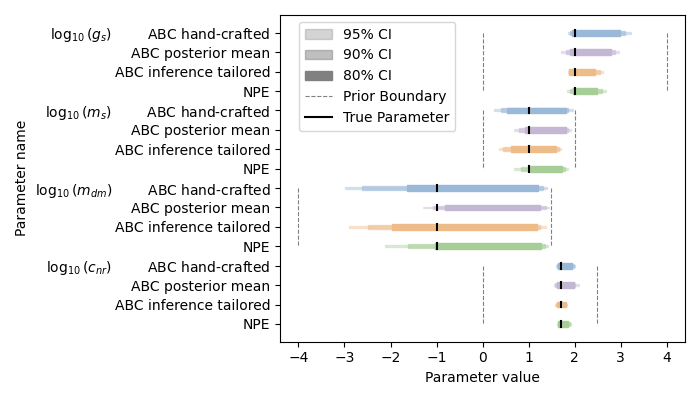 log10(gs) ABC hand-crafted
ABC posterior mean
ABC inference tailored
NPE
log10(ms) ABC hand-crafted
ABC posterior mean
ABC inference tailored
NPE
log10(mdm) ABC hand-crafted
ABC posterior mean
ABC inference tailored
NPE
log10(cnr) ABC hand-crafted
ABC posterior mean
ABC inference tailored
NPE
Parameter name
95% CI
90% CI
80% CI
Prior Boundary
True Parameter
−4 −3 −2 −1 0 1 2 3 4
Parameter value